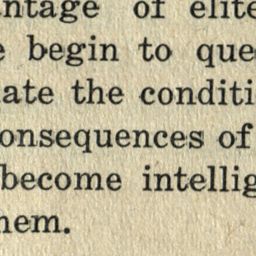 ntage of elite
e begin to que
ate the conditi
onsequences of
become intellig
hem.